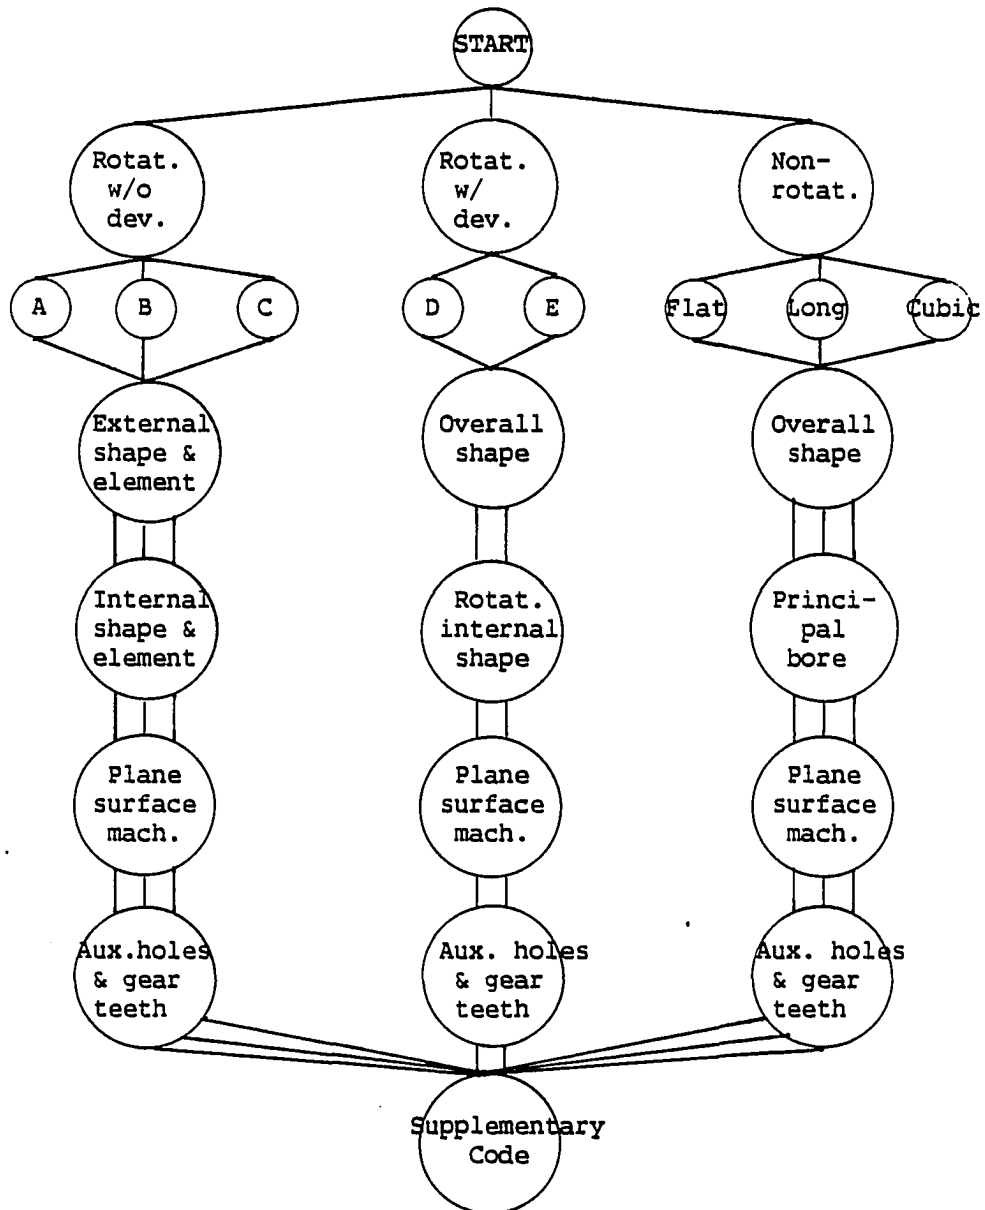 START
Rotat.
w/o
dev.
Rotat.
w/
dev.
Non-
rotat.
A
B
C
D
E
Flat
Long
Cubic
External
shape &
element
Overall
shape
Overall
shape
Internal
shape &
element
Rotat.
internal
shape
Princi-
pal
bore
Plane
surface
mach.
Plane
surface
mach.
Plane
surface
mach.
Aux.holes
& gear
teeth
Aux. holes
& gear
teeth
Aux. holes
& gear
teeth
Supplementary
Code